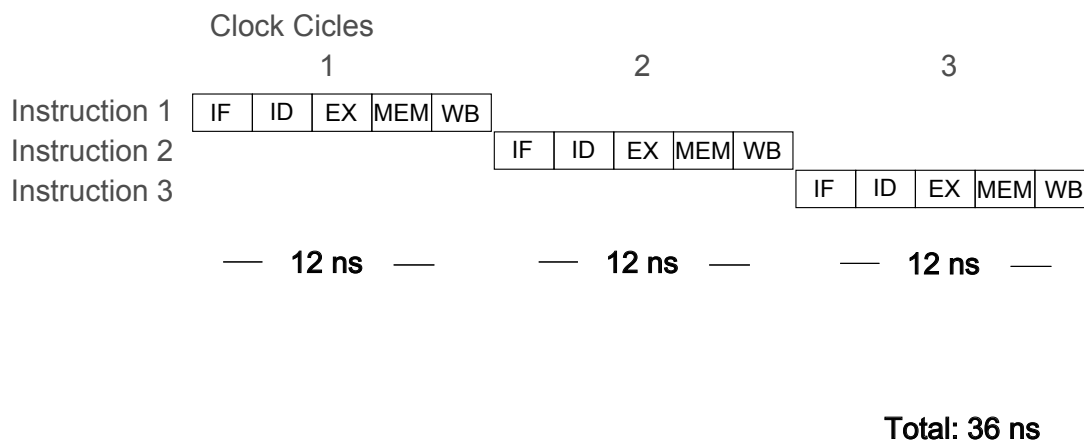 Clock Cicles
1 2 3
Instruction 1 IF ID EX MEM WB
Instruction 2 IF ID EX MEM WB
Instruction 3 IF ID EX MEM WB
12 ns 12 ns 12 ns
Total: 36 ns